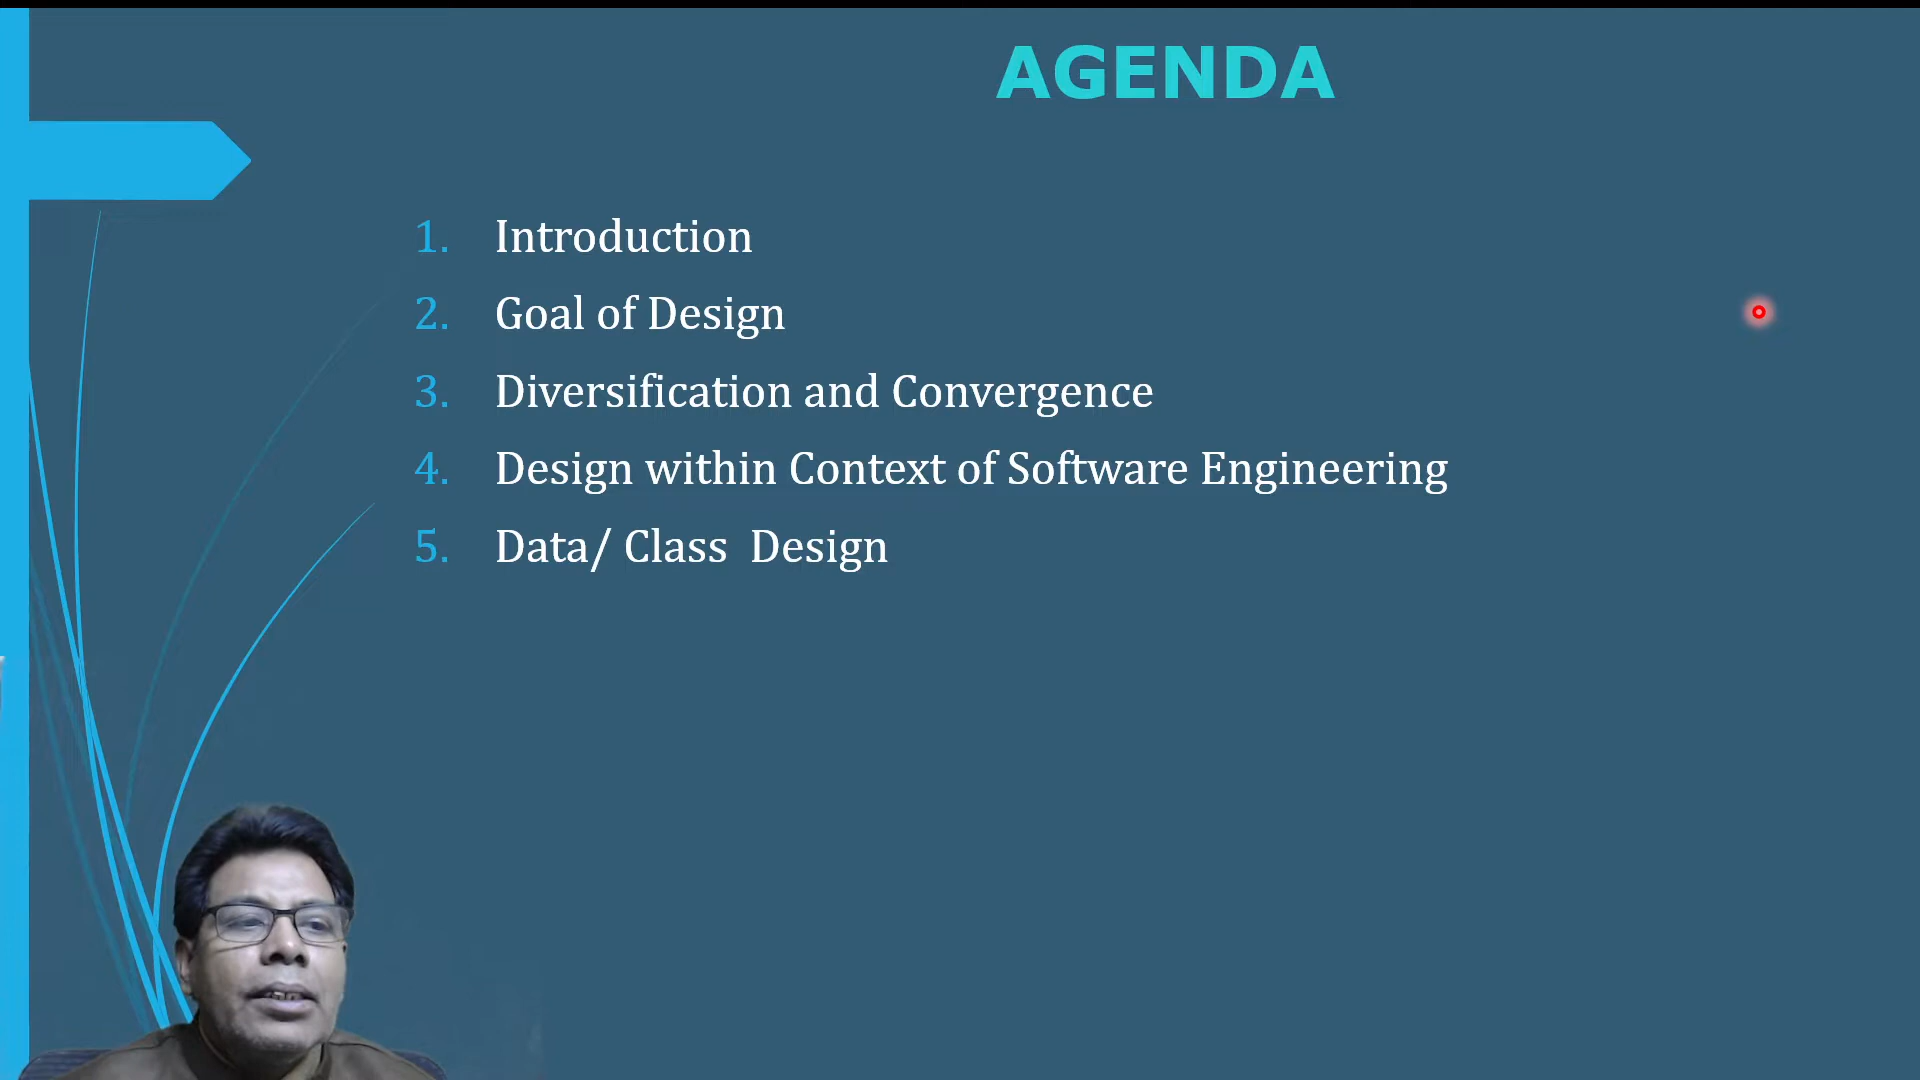 AGENDA
1. Introduction
2. Goal of Design
3. Diversification and Convergence
4. Design within Context of Software Engineering
5. Data/ Class  Design